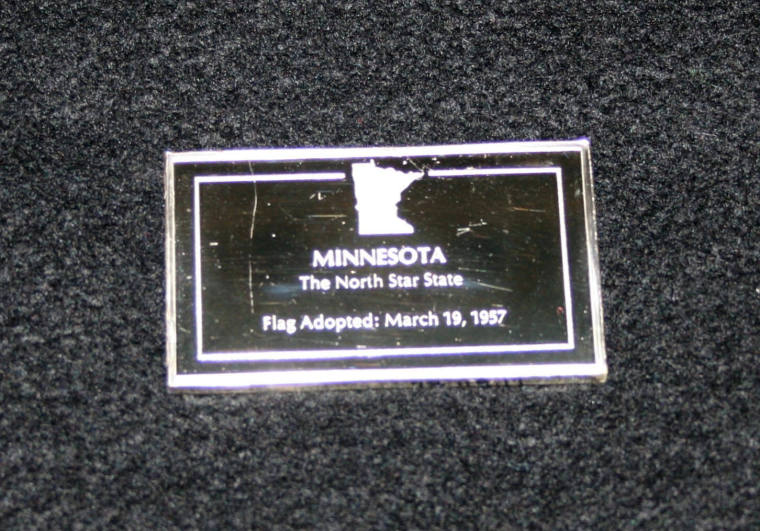 MINNESOTA
The North Star State
Flag Adopted: March 19, 1957